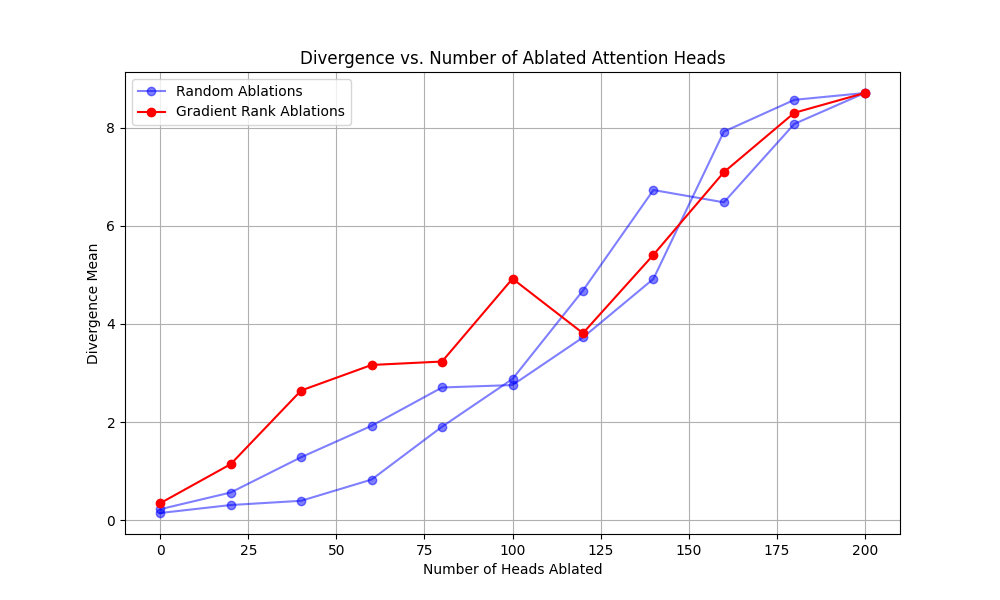 Divergence vs. Number of Ablated Attention Heads
Random Ablations
Gradient Rank Ablations
8
6
4
2
0
Divergence Mean
0 25 50 75 100 125 150 175 200
Number of Heads Ablated